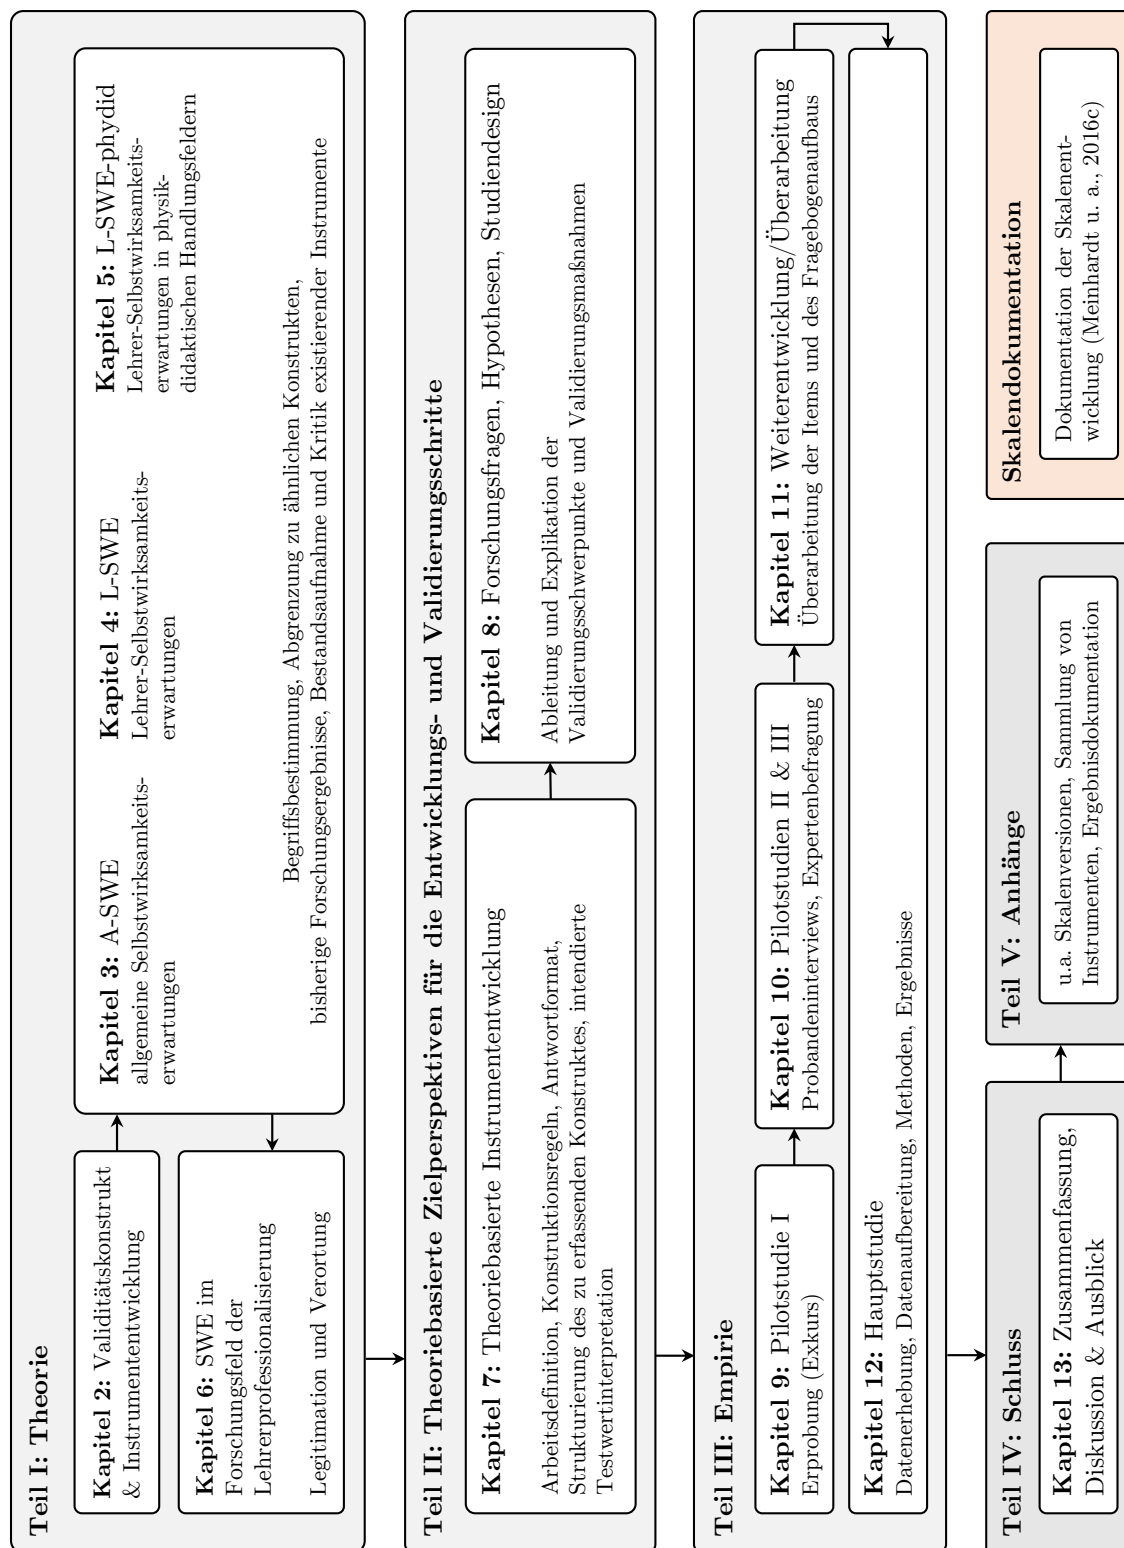 Teil I: Theorie
Kapitel 2: Validitätskonstrukt
& Instrumententwicklung
Kapitel 3: A-SWE
allgemeine Selbstwirksamkeits-
erwartungen
Kapitel 4: L-SWE
Lehrer-Selbstwirksamkeits-
erwartungen
Kapitel 5: L-SWE-phydid
Lehrer-Selbstwirksamkeits-
erwartungen in physik-
didaktischen Handlungsfeldern
Begriffsbestimmung, Abgrenzung zu ähnlichen Konstrukten,
bisherige Forschungsergebnisse, Bestandsaufnahme und Kritik existierender Instrumente
Kapitel 6: SWE im
Forschungsfeld der
Lehrerprofessionalisierung
Legitimation und Verortung
Teil II: Theoriebasierte Zielperspektiven für die Entwicklungs- und Validierungsschritte
Kapitel 7: Theoriebasierte Instrumententwicklung
Arbeitsdefinition, Konstruktionsregeln, Antwortformat,
Strukturierung des zu erfassenden Konstruktes, intendierte
Testwertinterpretation
Kapitel 8: Forschungsfragen, Hypothesen, Studiendesign
Ableitung und Explikation der
Validierungsschwerpunkte und Validierungsmaßnahmen
Teil III: Empirie
Kapitel 9: Pilotstudie I
Erprobung (Exkurs)
Kapitel 10: Pilotstudien II & III
Probandeninterviews, Expertenbefragung
Kapitel 11: Weiterentwicklung/Überarbeitung
Überarbeitung der Items und des Fragebogenaufbaus
Kapitel 12: Hauptstudie
Datenerhebung, Datenaufbereitung, Methoden, Ergebnisse
Teil IV: Schluss
Kapitel 13: Zusammenfassung,
Diskussion & Ausblick
Teil V: Anhänge
u.a. Skalenversionen, Sammlung von
Instrumenten, Ergebnisdokumentation
Skalendokumentation
Dokumentation der Skalenent-
wicklung (Meinhardt u. a., 2016c)